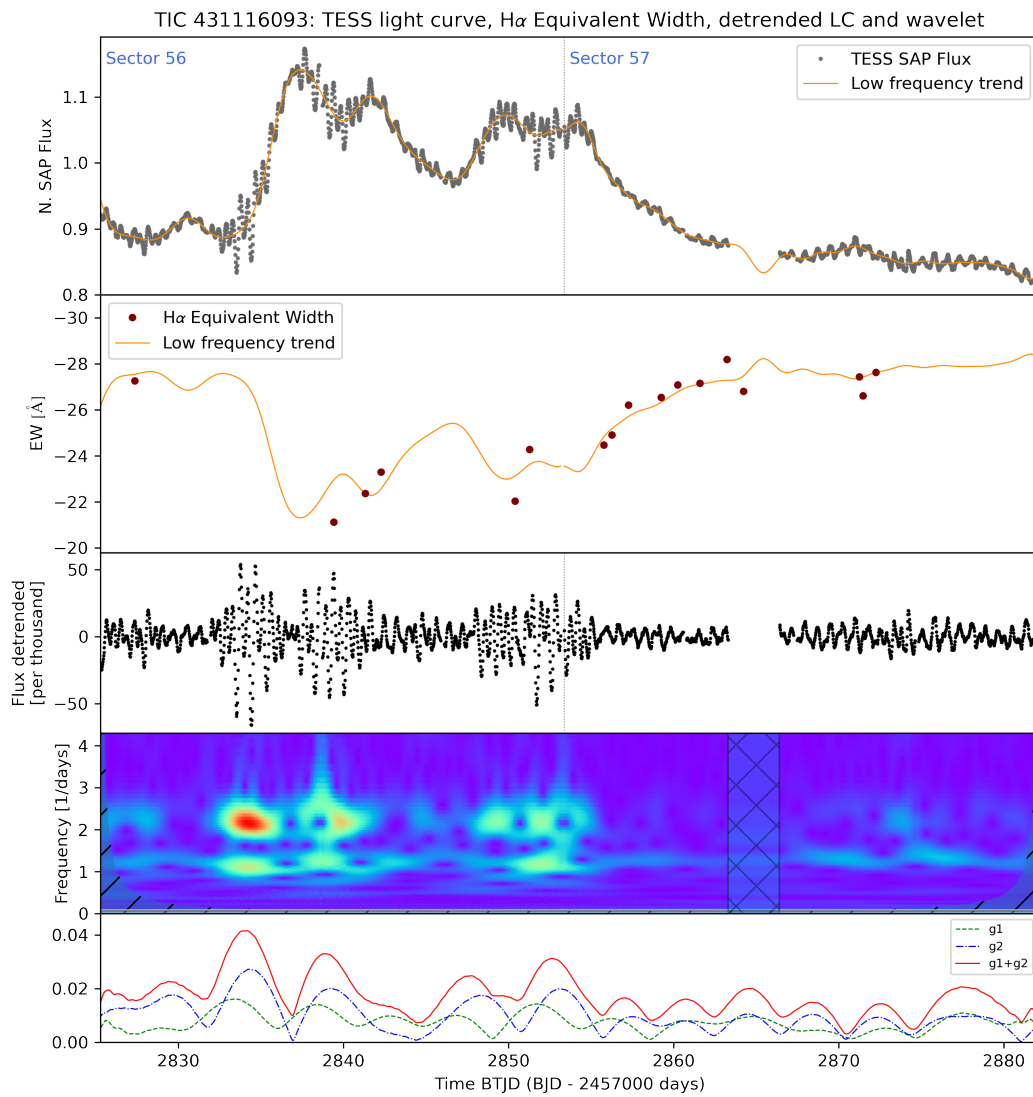 TIC 431116093: TESS light curve, Hα Equivalent Width, detrended LC and wavelet
Sector 56
Sector 57
TESS SAP Flux
Low frequency trend
N. SAP Flux
1.1
1.0
0.9
0.8
Hα Equivalent Width
Low frequency trend
EW [Å]
−30
−28
−26
−24
−22
−20
Flux detrended
[per thousand]
50
0
−50
Frequency [1/days]
4
3
2
1
0
g1
g2
g1+g2
0.04
0.02
0.00
2830
2840
2850
2860
2870
2880
Time BTJD (BJD - 2457000 days)